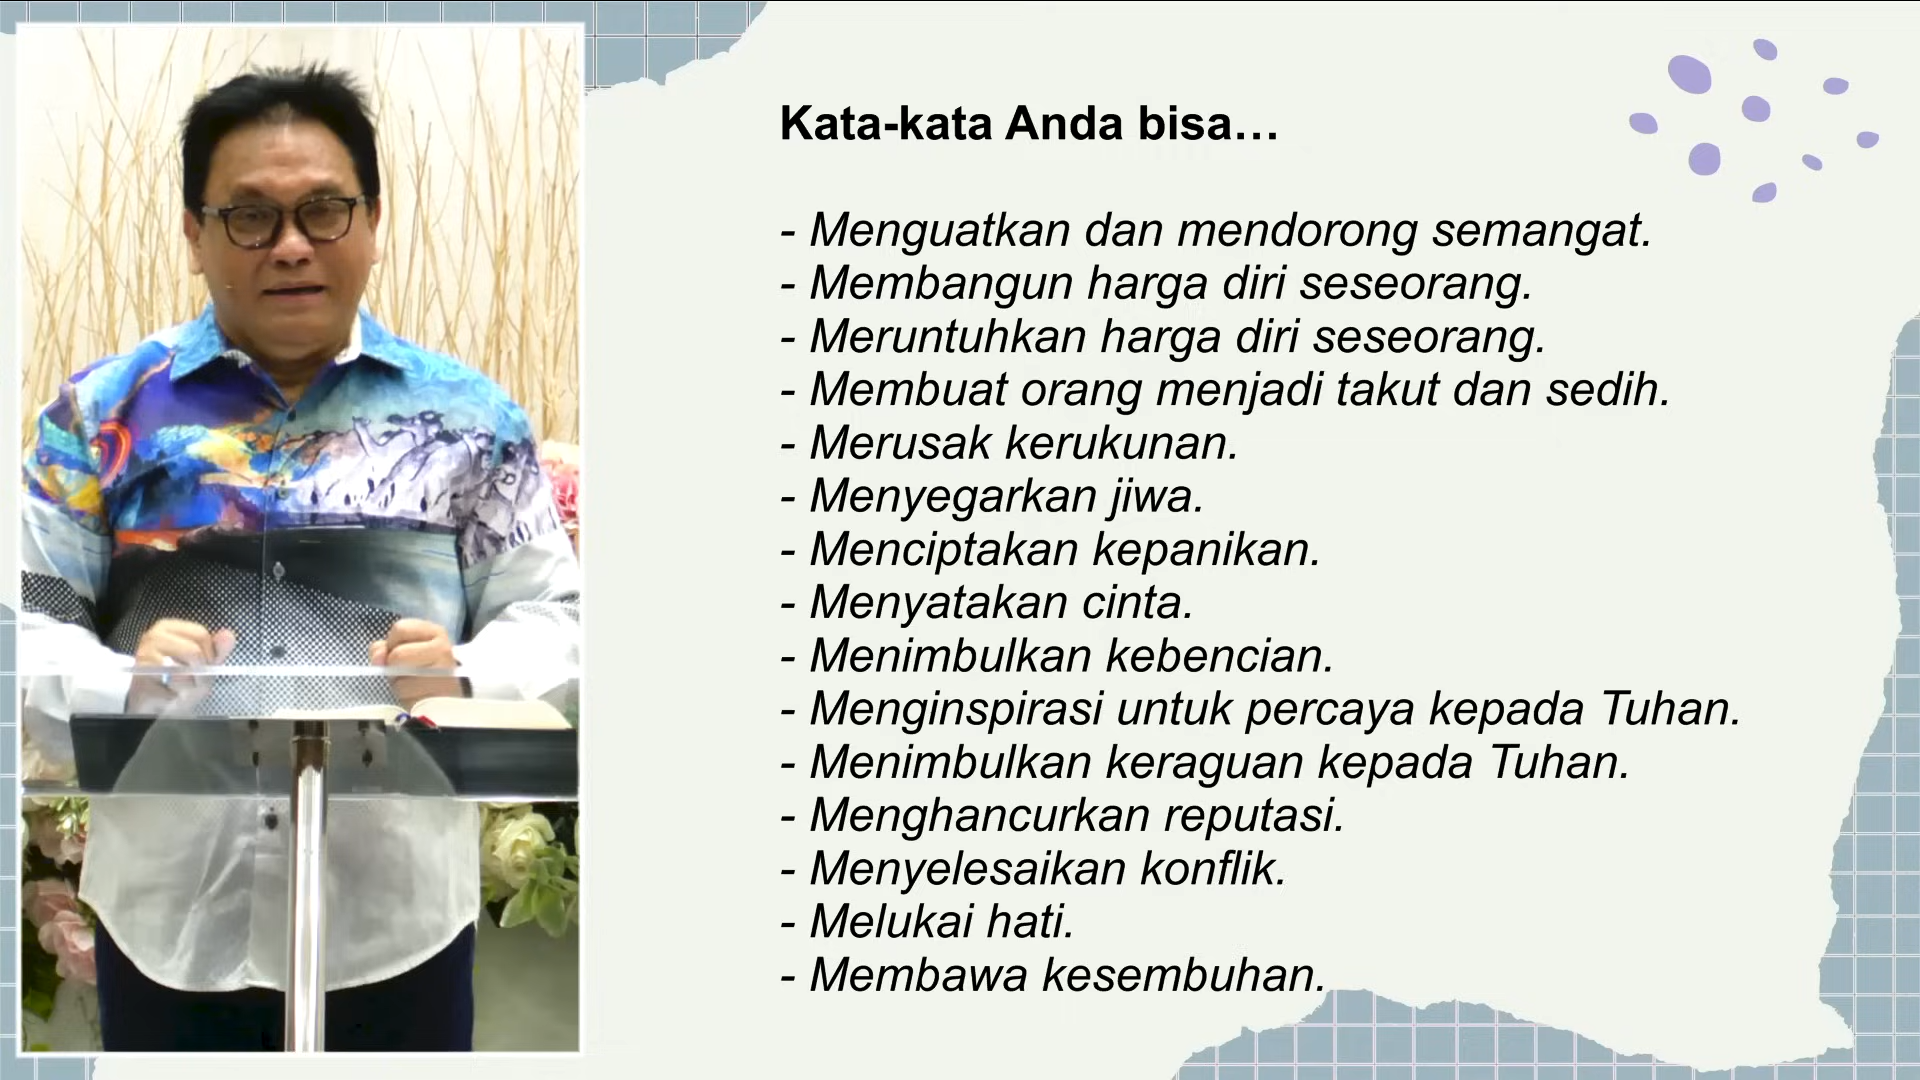 Kata-kata Anda bisa…
- Menguatkan dan mendorong semangat.
- Membangun harga diri seseorang.
- Meruntuhkan harga diri seseorang.
- Membuat orang menjadi takut dan sedih.
- Merusak kerukunan.
- Menyegarkan jiwa.
- Menciptakan kepanikan.
- Menyatakan cinta.
- Menimbulkan kebencian.
- Menginspirasi untuk percaya kepada Tuhan.
- Menimbulkan keraguan kepada Tuhan.
- Menghancurkan reputasi.
- Menyelesaikan konflik.
- Melukai hati.
- Membawa kesembuhan.